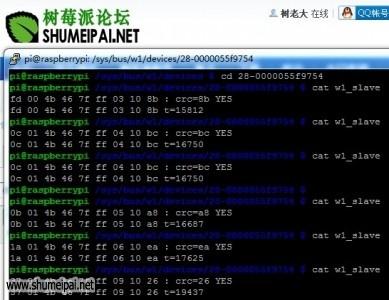 树莓派论坛
SHUMEIPAI.NET
树老大 在线
QQ帐号
pi@raspberrypi: /sys/bus/w1/devices/28-0000055f9754
pi@raspberrypi /sys/bus/w1/devices $ cd 28-0000055f9754
pi@raspberrypi /sys/bus/w1/devices/28-0000055f9754 $ cat w1_slave
fd 00 4b 46 7f ff 03 10 8b : crc=8b YES
fd 00 4b 46 7f ff 03 10 8b t=15812
pi@raspberrypi /sys/bus/w1/devices/28-0000055f9754 $ cat w1_slave
0c 01 4b 46 7f ff 04 10 bc : crc=bc YES
0c 01 4b 46 7f ff 04 10 bc t=16750
pi@raspberrypi /sys/bus/w1/devices/28-0000055f9754 $ cat w1_slave
0c 01 4b 46 7f ff 04 10 bc : crc=bc YES
0c 01 4b 46 7f ff 04 10 bc t=16750
pi@raspberrypi /sys/bus/w1/devices/28-0000055f9754 $ cat w1_slave
0b 01 4b 46 7f ff 05 10 a8 : crc=a8 YES
0b 01 4b 46 7f ff 05 10 a8 t=16687
pi@raspberrypi /sys/bus/w1/devices/28-0000055f9754 $ cat w1_slave
1a 01 4b 46 7f ff 06 10 ea : crc=ea YES
1a 01 4b 46 7f ff 06 10 ea t=17625
pi@raspberrypi /sys/bus/w1/devices/28-0000055f9754 $ cat w1_slave
01 4b 46 7f ff 09 10 26 : crc=26 YES
01 4b 46 7f ff 09 10 26 t=19437
www.shumeipai.net